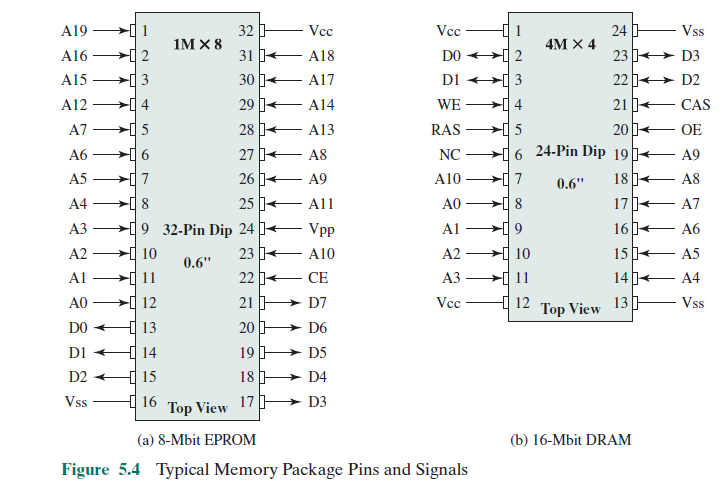 A19 1 32 Vcc
1M × 8
A16 2 31 A18
A15 3 30 A17
A12 4 29 A14
A7 5 28 A13
A6 6 27 A8
A5 7 26 A9
A4 8 25 A11
A3 9 32-Pin Dip 24 Vpp
A2 10 23 A10
0.6"
A1 11 22 CE
A0 12 21 D7
D0 13 20 D6
D1 14 19 D5
D2 15 18 D4
Vss 16 Top View 17 D3
(a) 8-Mbit EPROM
Vcc 1 24 Vss
4M × 4
D0 2 23 D3
D1 3 22 D2
WE 4 21 CAS
RAS 5 20 OE
NC 6 24-Pin Dip 19 A9
A10 7 0.6" 18 A8
A0 8 17 A7
A1 9 16 A6
A2 10 15 A5
A3 11 14 A4
Vcc 12 Top View 13 Vss
(b) 16-Mbit DRAM
Figure 5.4 Typical Memory Package Pins and Signals